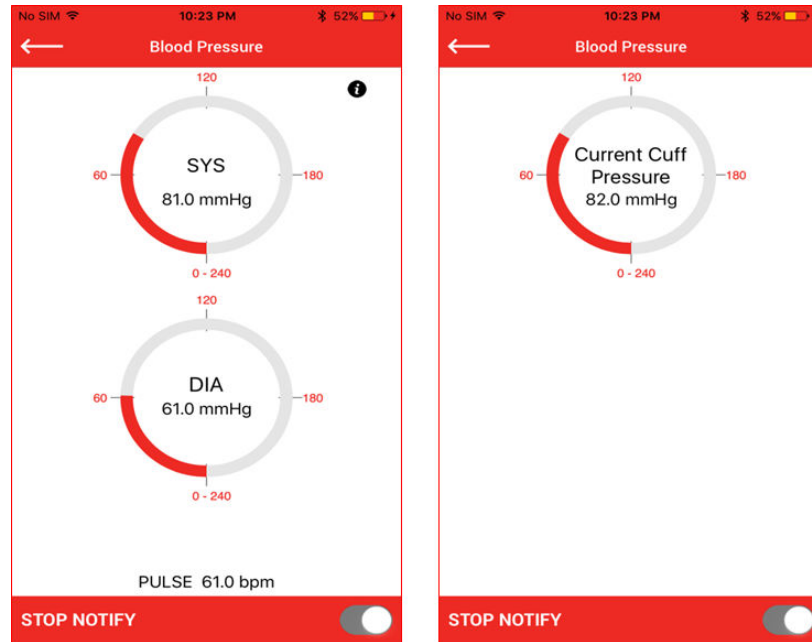 No SIM 10:23 PM 52%
Blood Pressure
120
i
60
SYS
180
81.0 mmHg
0 - 240
120
60
DIA
180
61.0 mmHg
0 - 240
PULSE 61.0 bpm
STOP NOTIFY
No SIM 10:23 PM 52%
Blood Pressure
120
Current Cuff
60
Pressure
180
82.0 mmHg
0 - 240
STOP NOTIFY